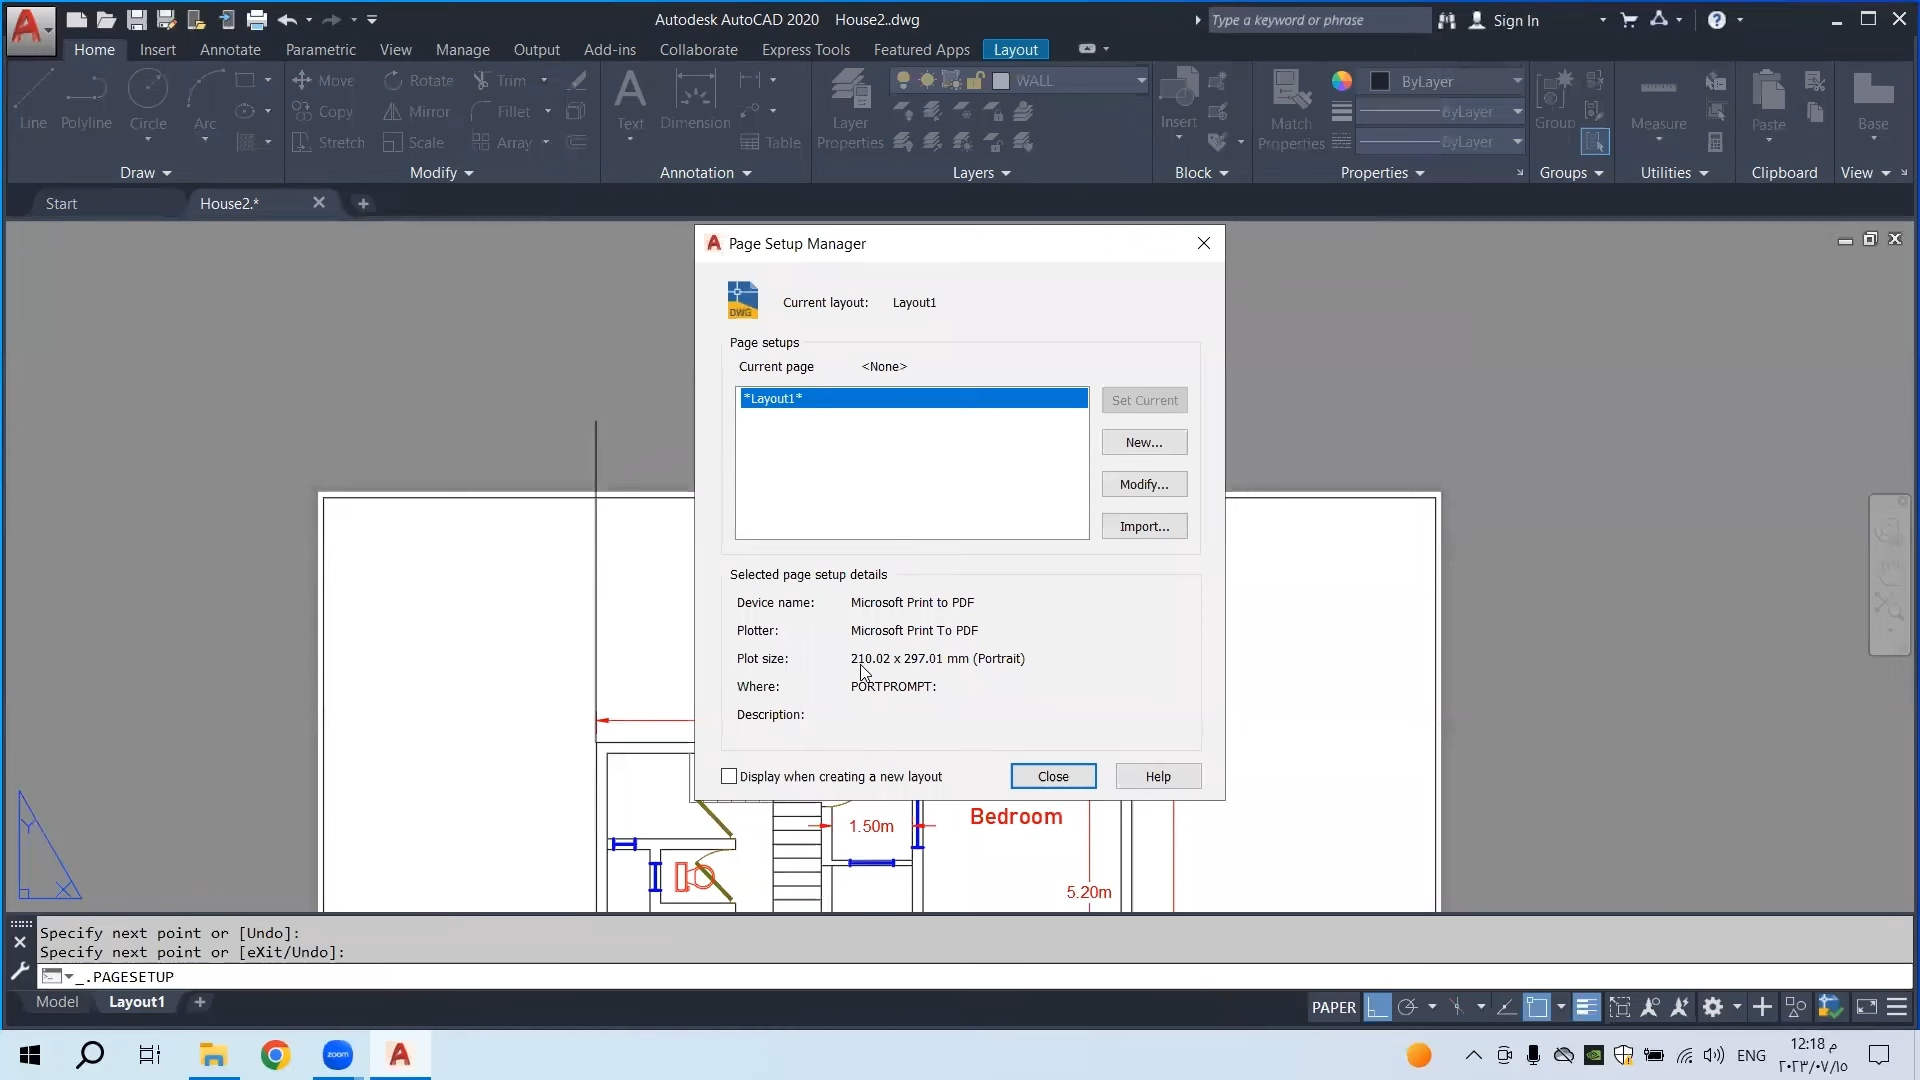 Autodesk AutoCAD 2020 House2..dwg
Type a keyword or phrase
Sign In
Home Insert Annotate Parametric View Manage Output Add-ins Collaborate Express Tools Featured Apps Layout
Line
Polyline
Circle
Arc
Move
Copy
Stretch
Rotate
Mirror
Scale
Trim
Fillet
Array
Text
Dimension
Table
Layer
Properties
WALL
Insert
Match
Properties
ByLayer
ByLayer
ByLayer
Group
Measure
Paste
Base
Draw Modify Annotation Layers Block Properties Groups Utilities Clipboard View
Start
House2.*
Page Setup Manager
DWG
Current layout: Layout1
Page setups
Current page <None>
*Layout1*
Set Current
New...
Modify...
Import...
Selected page setup details
Device name: Microsoft Print to PDF
Plotter: Microsoft Print To PDF
Plot size: 210.02 x 297.01 mm (Portrait)
Where: PORTPROMPT:
Description:
Display when creating a new layout
Close
Help
1.50m
Bedroom
5.20m
Y
X
Specify next point or [Undo]:
Specify next point or [eXit/Undo]:
_.PAGESETUP
Model Layout1
PAPER
zoom
ENG
12:18 م
٢٠٢٣/٠٧/١٥